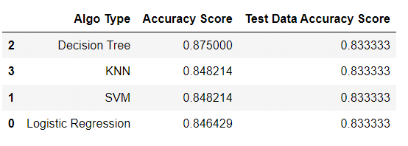 Algo Type Accuracy Score Test Data Accuracy Score
2 Decision Tree 0.875000 0.833333
3 KNN 0.848214 0.833333
1 SVM 0.848214 0.833333
0 Logistic Regression 0.846429 0.833333